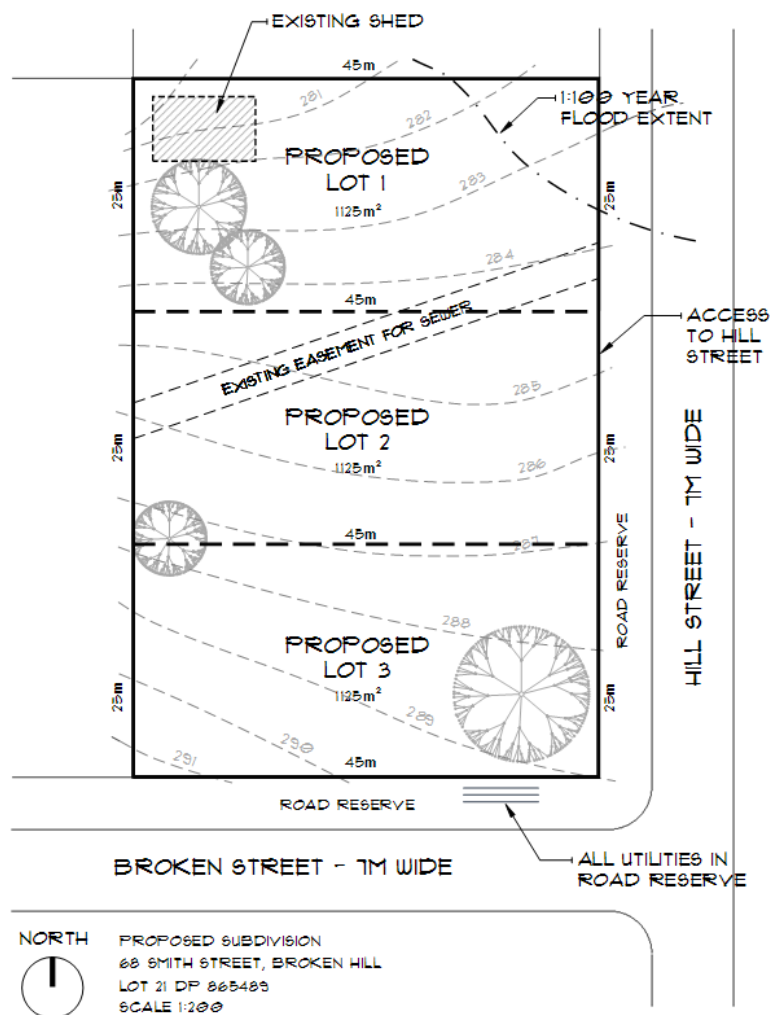 EXISTING SHED
45m
1:100 YEAR
FLOOD EXTENT
281
282
PROPOSED
LOT 1
1125m²
283
25m
25m
284
45m
EXISTING EASEMENT FOR SEWER
ACCESS
TO HILL
STREET
285
PROPOSED
LOT 2
1125m²
286
25m
25m
45m
287
288
PROPOSED
LOT 3
1125m²
289
25m
25m
290
291
45m
ROAD RESERVE
HILL STREET - 7M WIDE
ROAD RESERVE
BROKEN STREET - 7M WIDE
ALL UTILITIES IN
ROAD RESERVE
NORTH
PROPOSED SUBDIVISION
68 SMITH STREET, BROKEN HILL
LOT 21 DP 865489
SCALE 1:200